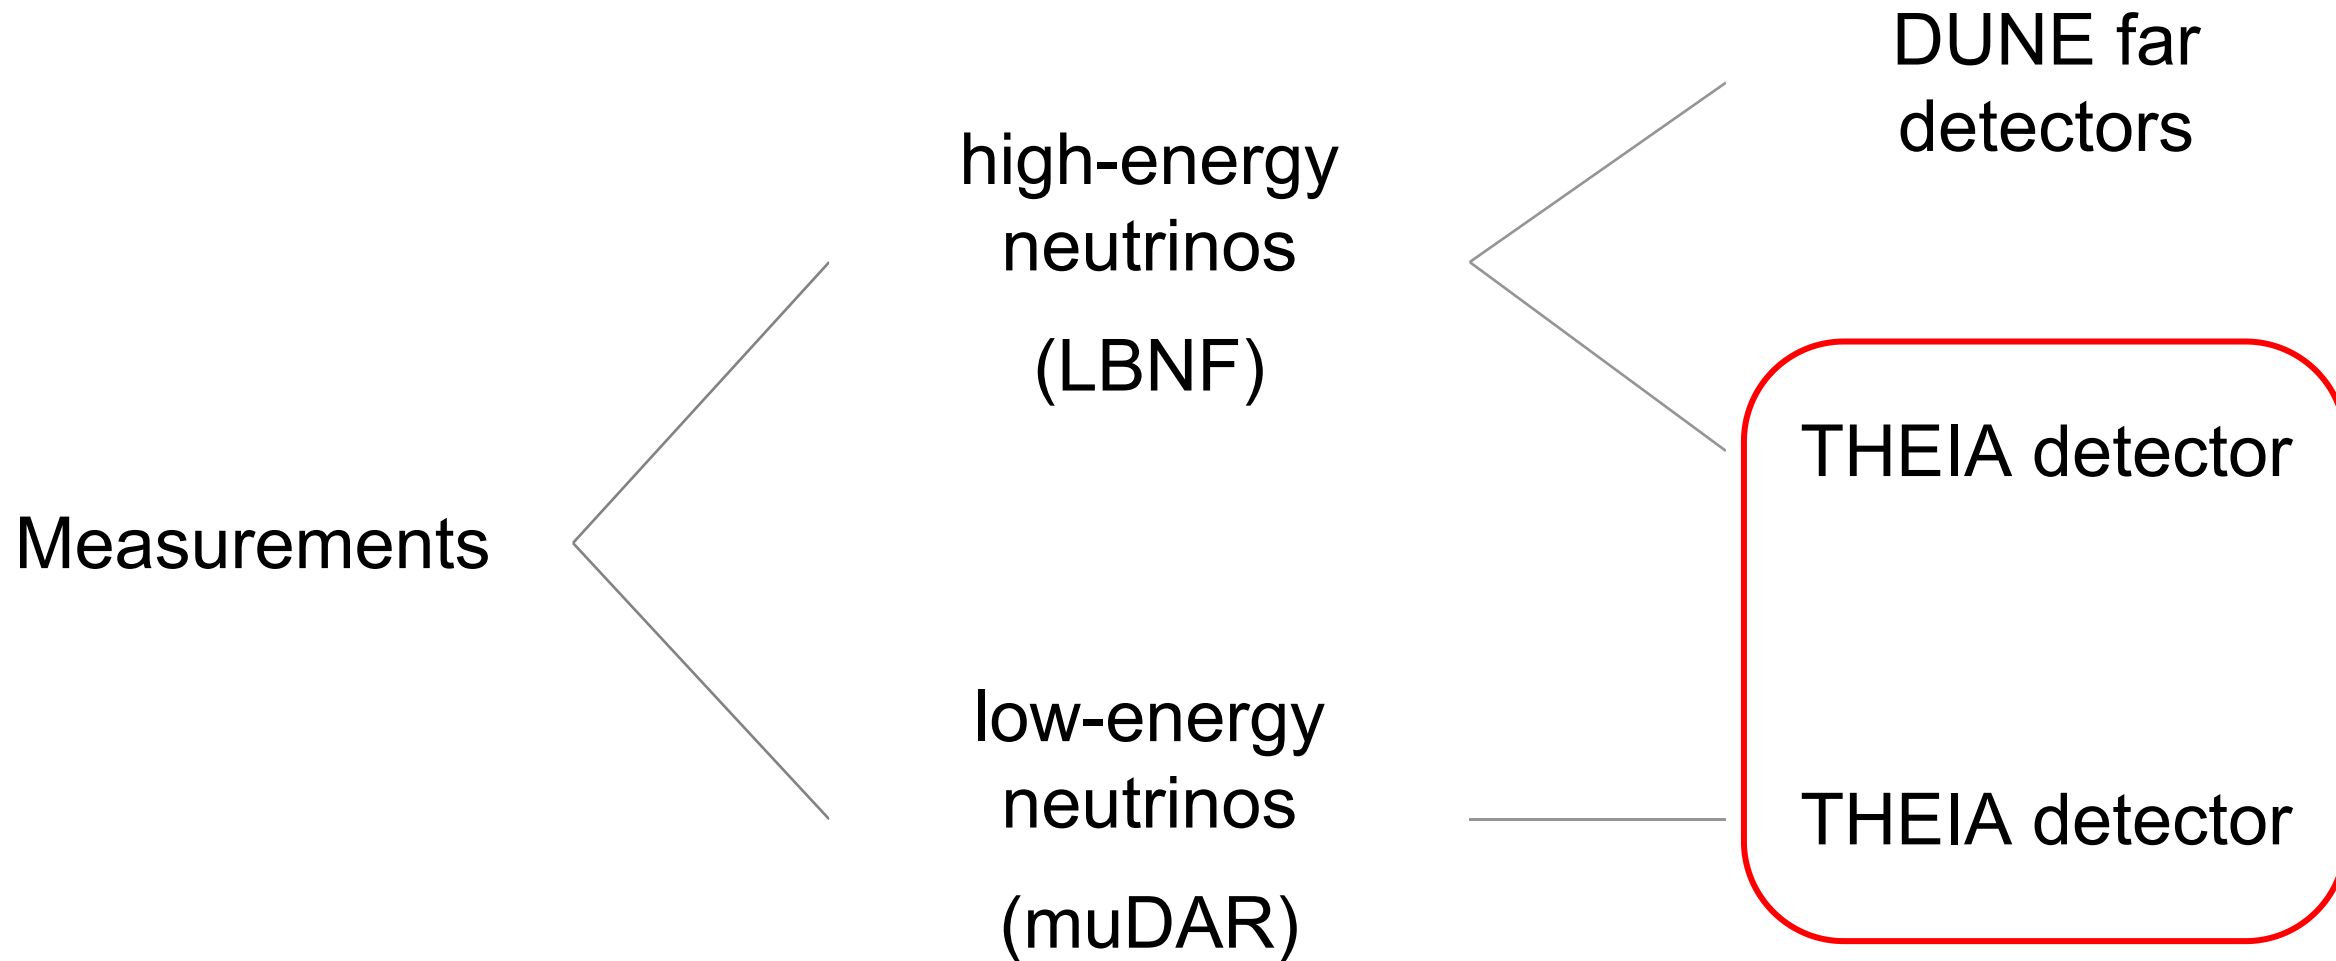 Measurements
high-energy
neutrinos
(LBNF)
low-energy
neutrinos
(muDAR)
DUNE far
detectors
THEIA detector
THEIA detector